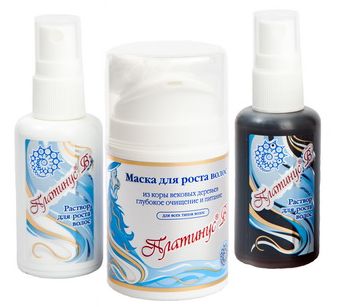 Платинус® В
Раствор
для роста
волос
Маска для роста волос
из коры вековых деревьев
глубокое очищение и питание
для всех типов волос
Платинус® В
Платинус® В
Раствор
для роста
волос